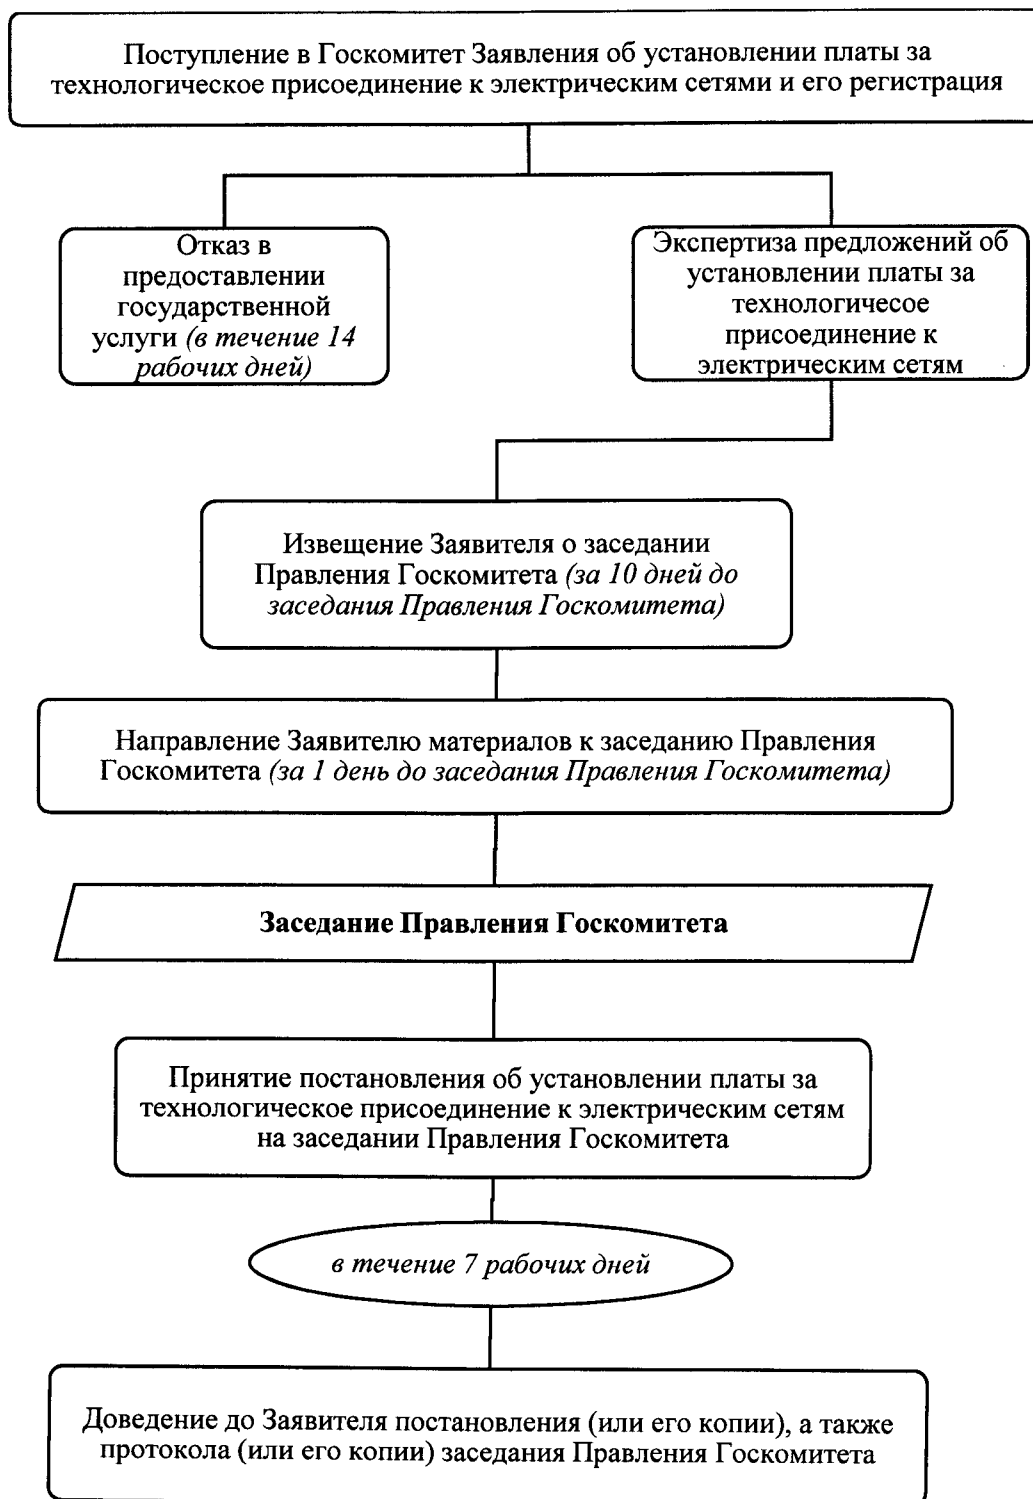 Поступление в Госкомитет Заявления об установлении платы за
технологическое присоединение к электрическим сетями и его регистрация
Отказ в
предоставлении
государственной
услуги (в течение 14
рабочих дней)
Экспертиза предложений об
установлении платы за
технологичесое
присоединение к
электрическим сетям
Извещение Заявителя о заседании
Правления Госкомитета (за 10 дней до
заседания Правления Госкомитета)
Направление Заявителю материалов к заседанию Правления
Госкомитета (за 1 день до заседания Правления Госкомитета)
Заседание Правления Госкомитета
Принятие постановления об установлении платы за
технологическое присоединение к электрическим сетям
на заседании Правления Госкомитета
в течение 7 рабочих дней
Доведение до Заявителя постановления (или его копии), а также
протокола (или его копии) заседания Правления Госкомитета